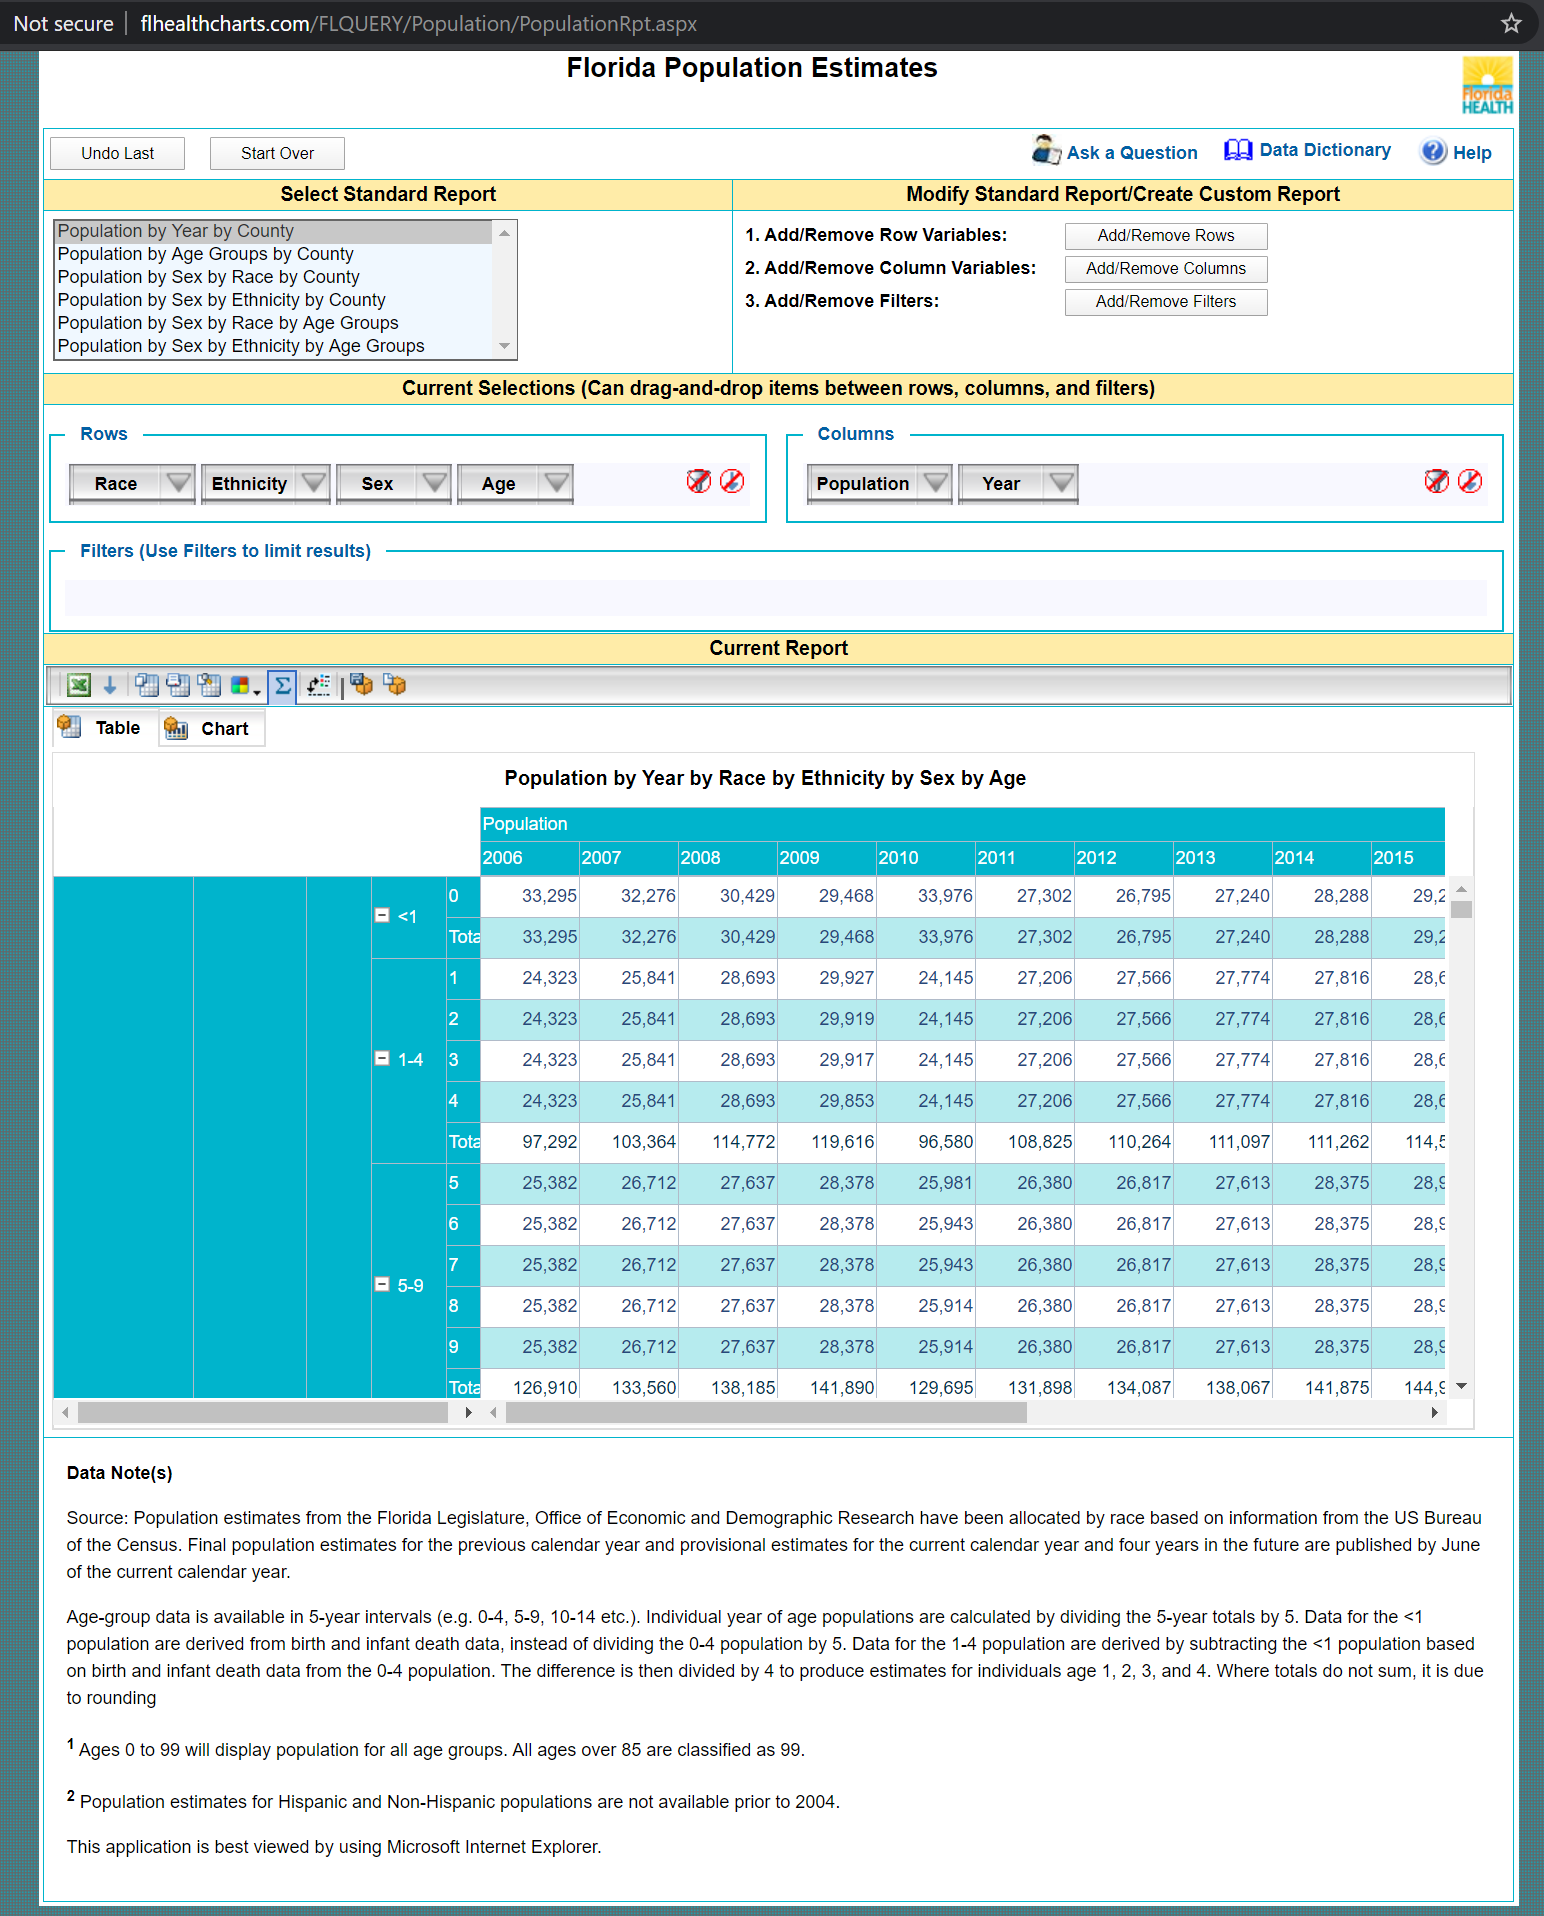 Not secure flhealthcharts.com/FLQUERY/Population/PopulationRpt.aspx
Florida Population Estimates
Florida
HEALTH
Undo Last Start Over Ask a Question Data Dictionary Help
Select Standard Report Modify Standard Report/Create Custom Report
Population by Year by County
Population by Age Groups by County
Population by Sex by Race by County
Population by Sex by Ethnicity by County
Population by Sex by Race by Age Groups
Population by Sex by Ethnicity by Age Groups
1. Add/Remove Row Variables: Add/Remove Rows
2. Add/Remove Column Variables: Add/Remove Columns
3. Add/Remove Filters: Add/Remove Filters
Current Selections (Can drag-and-drop items between rows, columns, and filters)
Rows
Race Ethnicity Sex Age
Columns
Population Year
Filters (Use Filters to limit results)
Current Report
Table Chart
Population by Year by Race by Ethnicity by Sex by Age
Population
2006 2007 2008 2009 2010 2011 2012 2013 2014 2015
<1
0 33,295 32,276 30,429 29,468 33,976 27,302 26,795 27,240 28,288 29,2
Tota 33,295 32,276 30,429 29,468 33,976 27,302 26,795 27,240 28,288 29,2
1-4
1 24,323 25,841 28,693 29,927 24,145 27,206 27,566 27,774 27,816 28,6
2 24,323 25,841 28,693 29,919 24,145 27,206 27,566 27,774 27,816 28,6
3 24,323 25,841 28,693 29,917 24,145 27,206 27,566 27,774 27,816 28,6
4 24,323 25,841 28,693 29,853 24,145 27,206 27,566 27,774 27,816 28,6
Tota 97,292 103,364 114,772 119,616 96,580 108,825 110,264 111,097 111,262 114,5
5-9
5 25,382 26,712 27,637 28,378 25,981 26,380 26,817 27,613 28,375 28,9
6 25,382 26,712 27,637 28,378 25,943 26,380 26,817 27,613 28,375 28,9
7 25,382 26,712 27,637 28,378 25,943 26,380 26,817 27,613 28,375 28,9
8 25,382 26,712 27,637 28,378 25,914 26,380 26,817 27,613 28,375 28,9
9 25,382 26,712 27,637 28,378 25,914 26,380 26,817 27,613 28,375 28,9
Tota 126,910 133,560 138,185 141,890 129,695 131,898 134,087 138,067 141,875 144,9
Data Note(s)
Source: Population estimates from the Florida Legislature, Office of Economic and Demographic Research have been allocated by race based on information from the US Bureau
of the Census. Final population estimates for the previous calendar year and provisional estimates for the current calendar year and four years in the future are published by June
of the current calendar year.
Age-group data is available in 5-year intervals (e.g. 0-4, 5-9, 10-14 etc.). Individual year of age populations are calculated by dividing the 5-year totals by 5. Data for the <1
population are derived from birth and infant death data, instead of dividing the 0-4 population by 5. Data for the 1-4 population are derived by subtracting the <1 population based
on birth and infant death data from the 0-4 population. The difference is then divided by 4 to produce estimates for individuals age 1, 2, 3, and 4. Where totals do not sum, it is due
to rounding
1 Ages 0 to 99 will display population for all age groups. All ages over 85 are classified as 99.
2 Population estimates for Hispanic and Non-Hispanic populations are not available prior to 2004.
This application is best viewed by using Microsoft Internet Explorer.